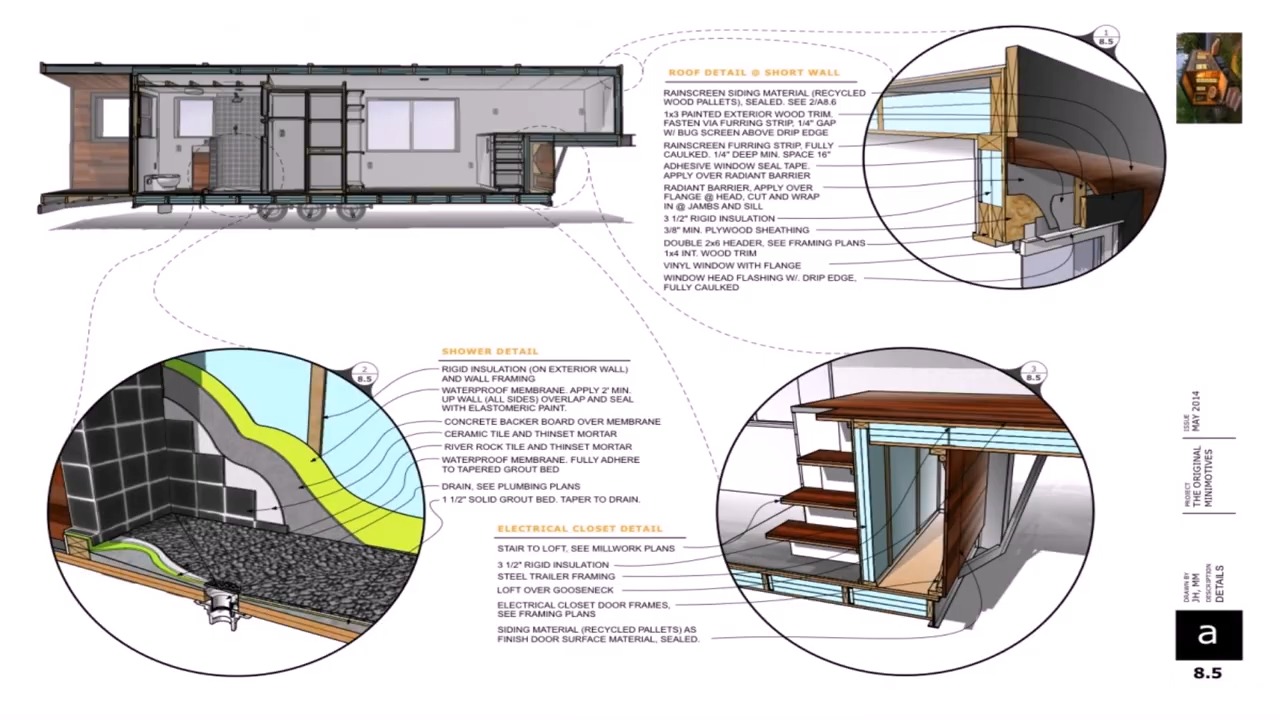 1
8.5
ROOF DETAIL @ SHORT WALL
RAINSCREEN SIDING MATERIAL (RECYCLED
WOOD PALLETS), SEALED. SEE 2/A8.6
1x3 PAINTED EXTERIOR WOOD TRIM.
FASTEN VIA FURRING STRIP, 1/4" GAP
W/ BUG SCREEN ABOVE DRIP EDGE
RAINSCREEN FURRING STRIP, FULLY
CAULKED. 1/4" DEEP MIN. SPACE 16"
ADHESIVE WINDOW SEAL TAPE.
APPLY OVER RADIANT BARRIER
RADIANT BARRIER, APPLY OVER
FLANGE @ HEAD, CUT AND WRAP
IN @ JAMBS AND SILL
3 1/2" RIGID INSULATION
3/8" MIN. PLYWOOD SHEATHING
DOUBLE 2x6 HEADER, SEE FRAMING PLANS
1x4 INT. WOOD TRIM
VINYL WINDOW WITH FLANGE
WINDOW HEAD FLASHING W/. DRIP EDGE,
FULLY CAULKED
2
8.5
SHOWER DETAIL
RIGID INSULATION (ON EXTERIOR WALL)
AND WALL FRAMING
WATERPROOF MEMBRANE. APPLY 2' MIN.
UP WALL (ALL SIDES) OVERLAP AND SEAL
WITH ELASTOMERIC PAINT.
CONCRETE BACKER BOARD OVER MEMBRANE
CERAMIC TILE AND THINSET MORTAR
RIVER ROCK TILE AND THINSET MORTAR
WATERPROOF MEMBRANE. FULLY ADHERE
TO TAPERED GROUT BED
DRAIN, SEE PLUMBING PLANS
1 1/2" SOLID GROUT BED. TAPER TO DRAIN.
3
8.5
ELECTRICAL CLOSET DETAIL
STAIR TO LOFT, SEE MILLWORK PLANS
3 1/2" RIGID INSULATION
STEEL TRAILER FRAMING
LOFT OVER GOOSENECK
ELECTRICAL CLOSET DOOR FRAMES,
SEE FRAMING PLANS
SIDING MATERIAL (RECYCLED PALLETS) AS
FINISH DOOR SURFACE MATERIAL, SEALED.
ISSUE
MAY 2014
PROJECT
THE ORIGINAL
MINIMOTIVES
DRAWN BY
JH, MM
DESCRIPTION
DETAILS
a
8.5